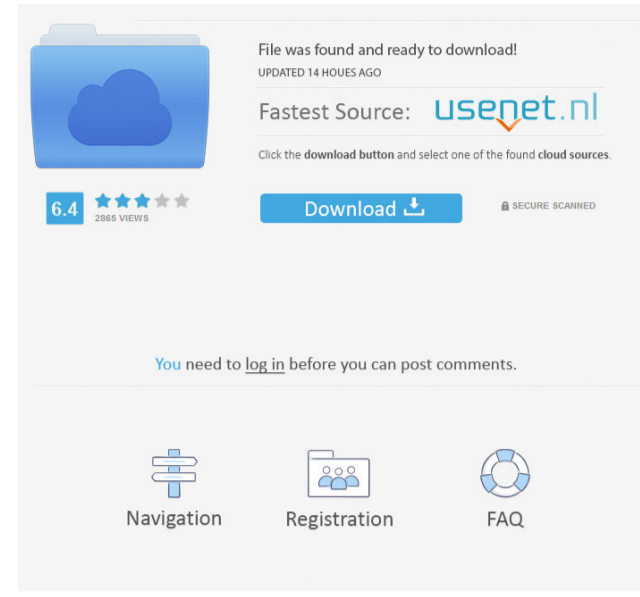 File was found and ready to download!
UPDATED 14 HOUES AGO
Fastest Source: usenet.nl
Click the download button and select one of the found cloud sources.
6.4
2865 VIEWS
Download
SECURE SCANNED
You need to log in before you can post comments.
Navigation
Registration
FAQ